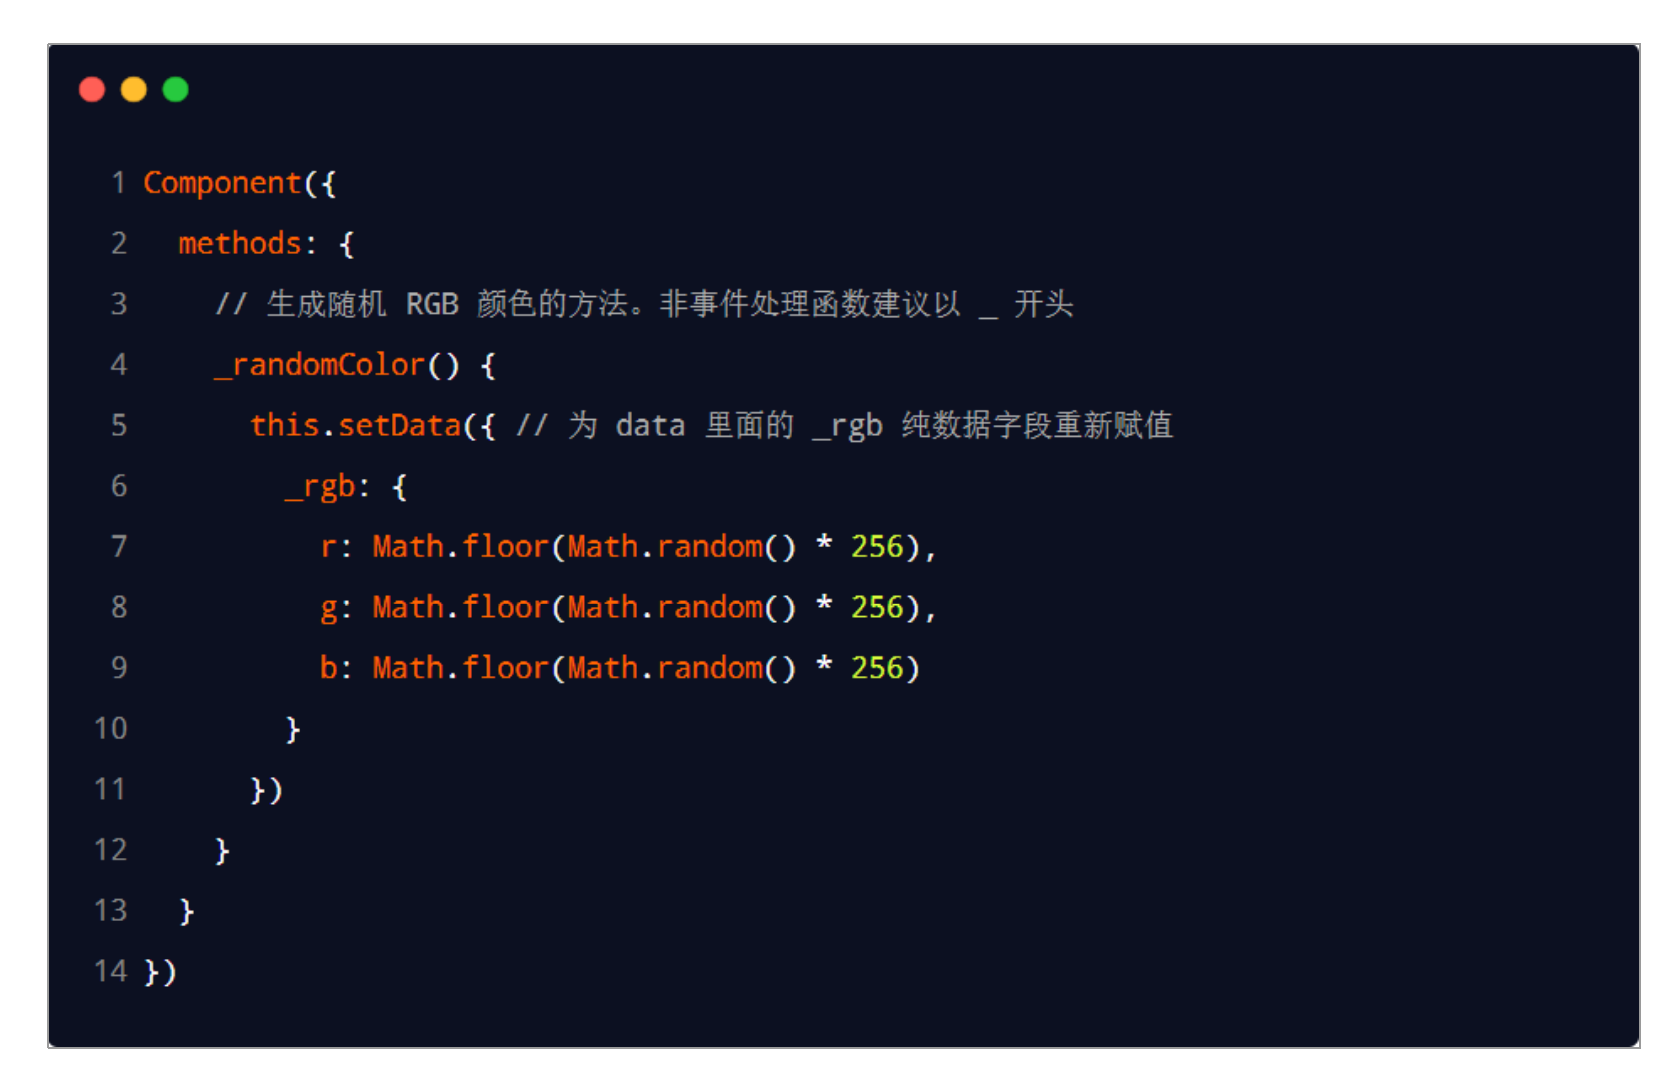 1 Component({
2   methods: {
3     // 生成随机 RGB 颜色的方法。非事件处理函数建议以 _ 开头
4     _randomColor() {
5       this.setData({ // 为 data 里面的 _rgb 纯数据字段重新赋值
6         _rgb: {
7           r: Math.floor(Math.random() * 256),
8           g: Math.floor(Math.random() * 256),
9           b: Math.floor(Math.random() * 256)
10         }
11       })
12     }
13   }
14 })